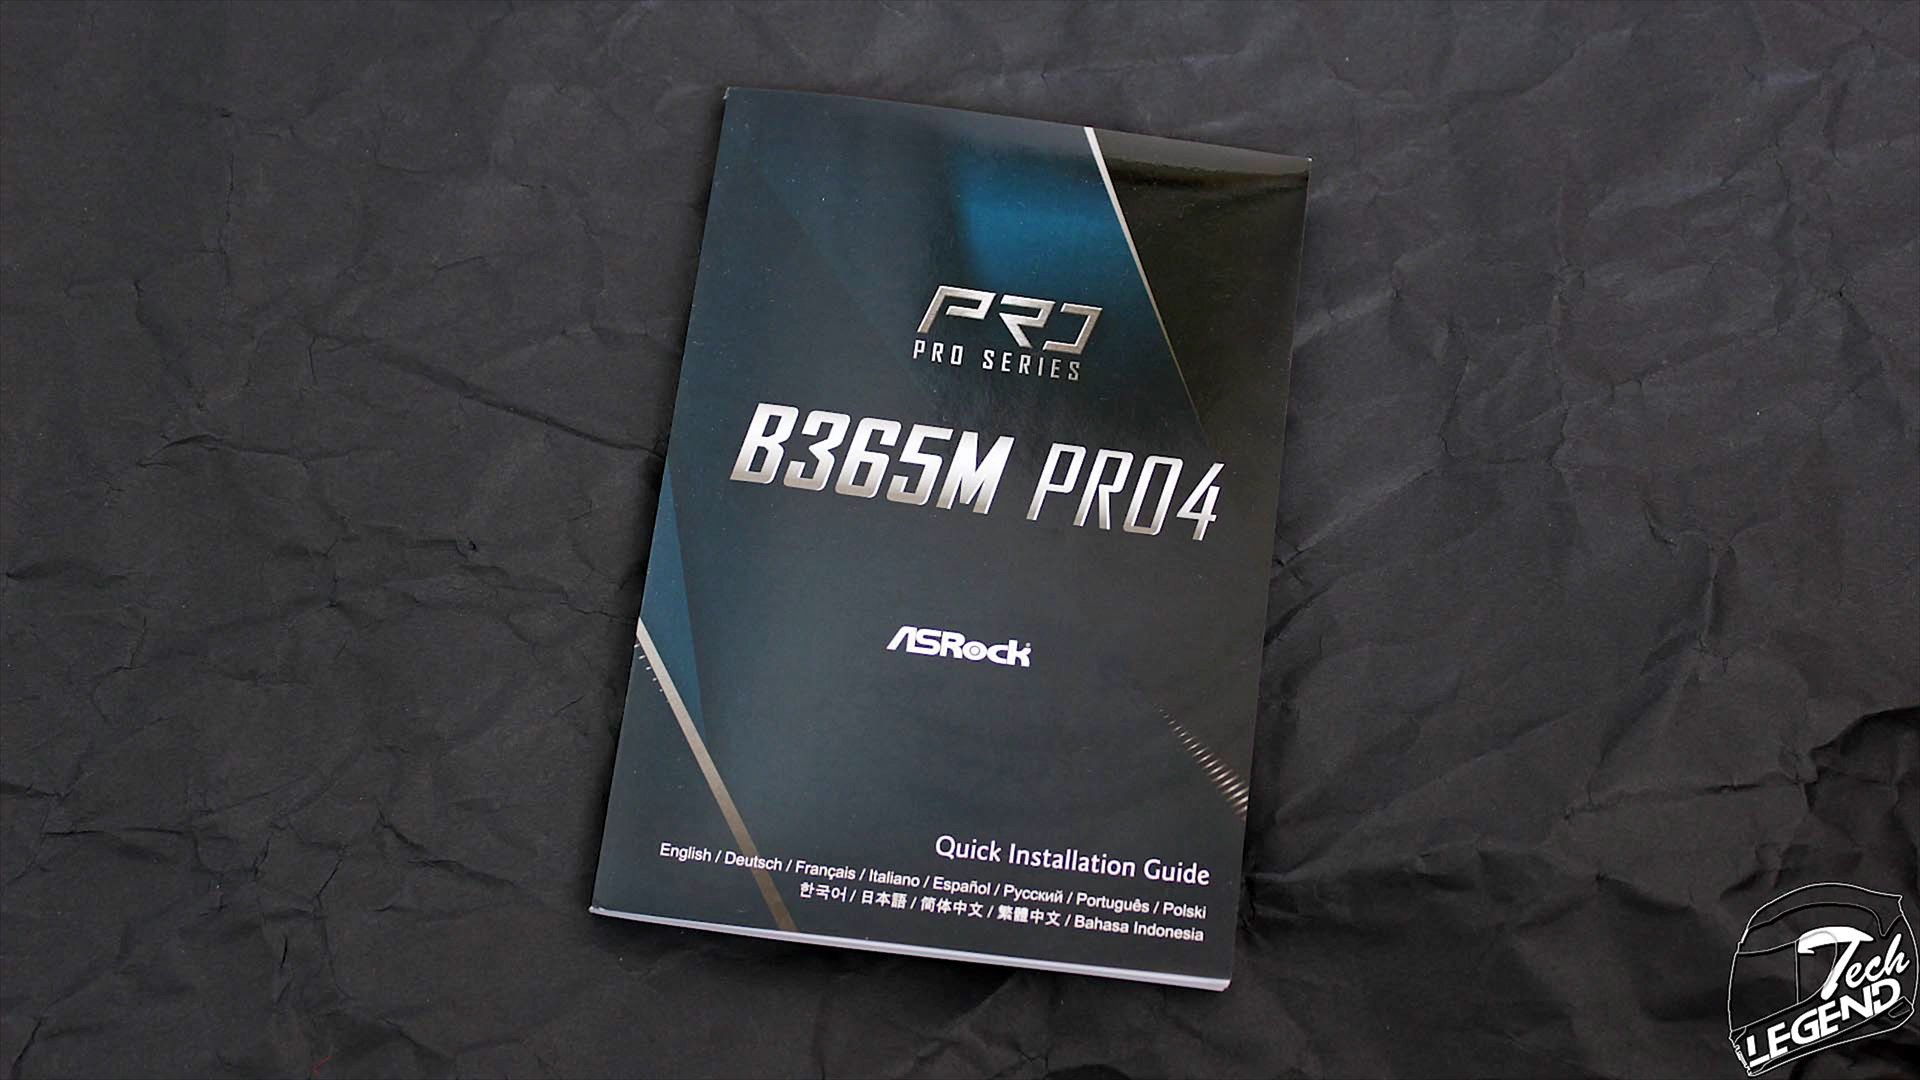 PRO
PRO SERIES
B365M PRO4
ASRock
Quick Installation Guide
English / Deutsch / Français / Italiano / Español / Русский / Português / Polski
한국어 / 日本語 / 简体中文 / 繁體中文 / Bahasa Indonesia
Tech
LEGEND